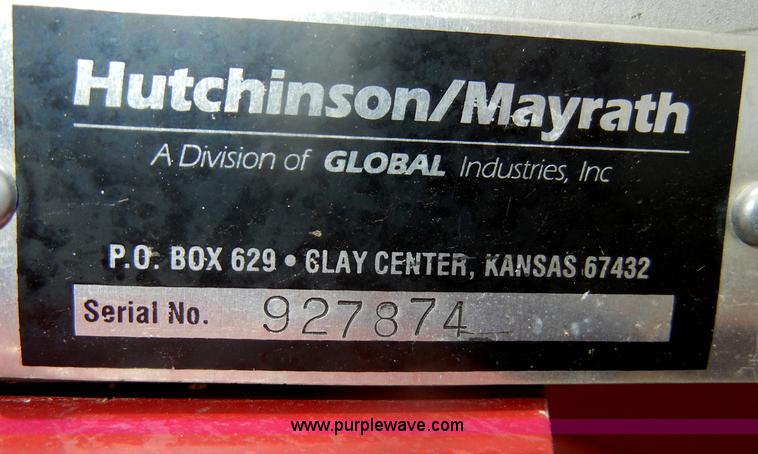 Hutchinson/Mayrath
A Division of GLOBAL Industries, Inc
P.O. BOX 629 • CLAY CENTER, KANSAS 67432
Serial No. 927874
www.purplewave.com